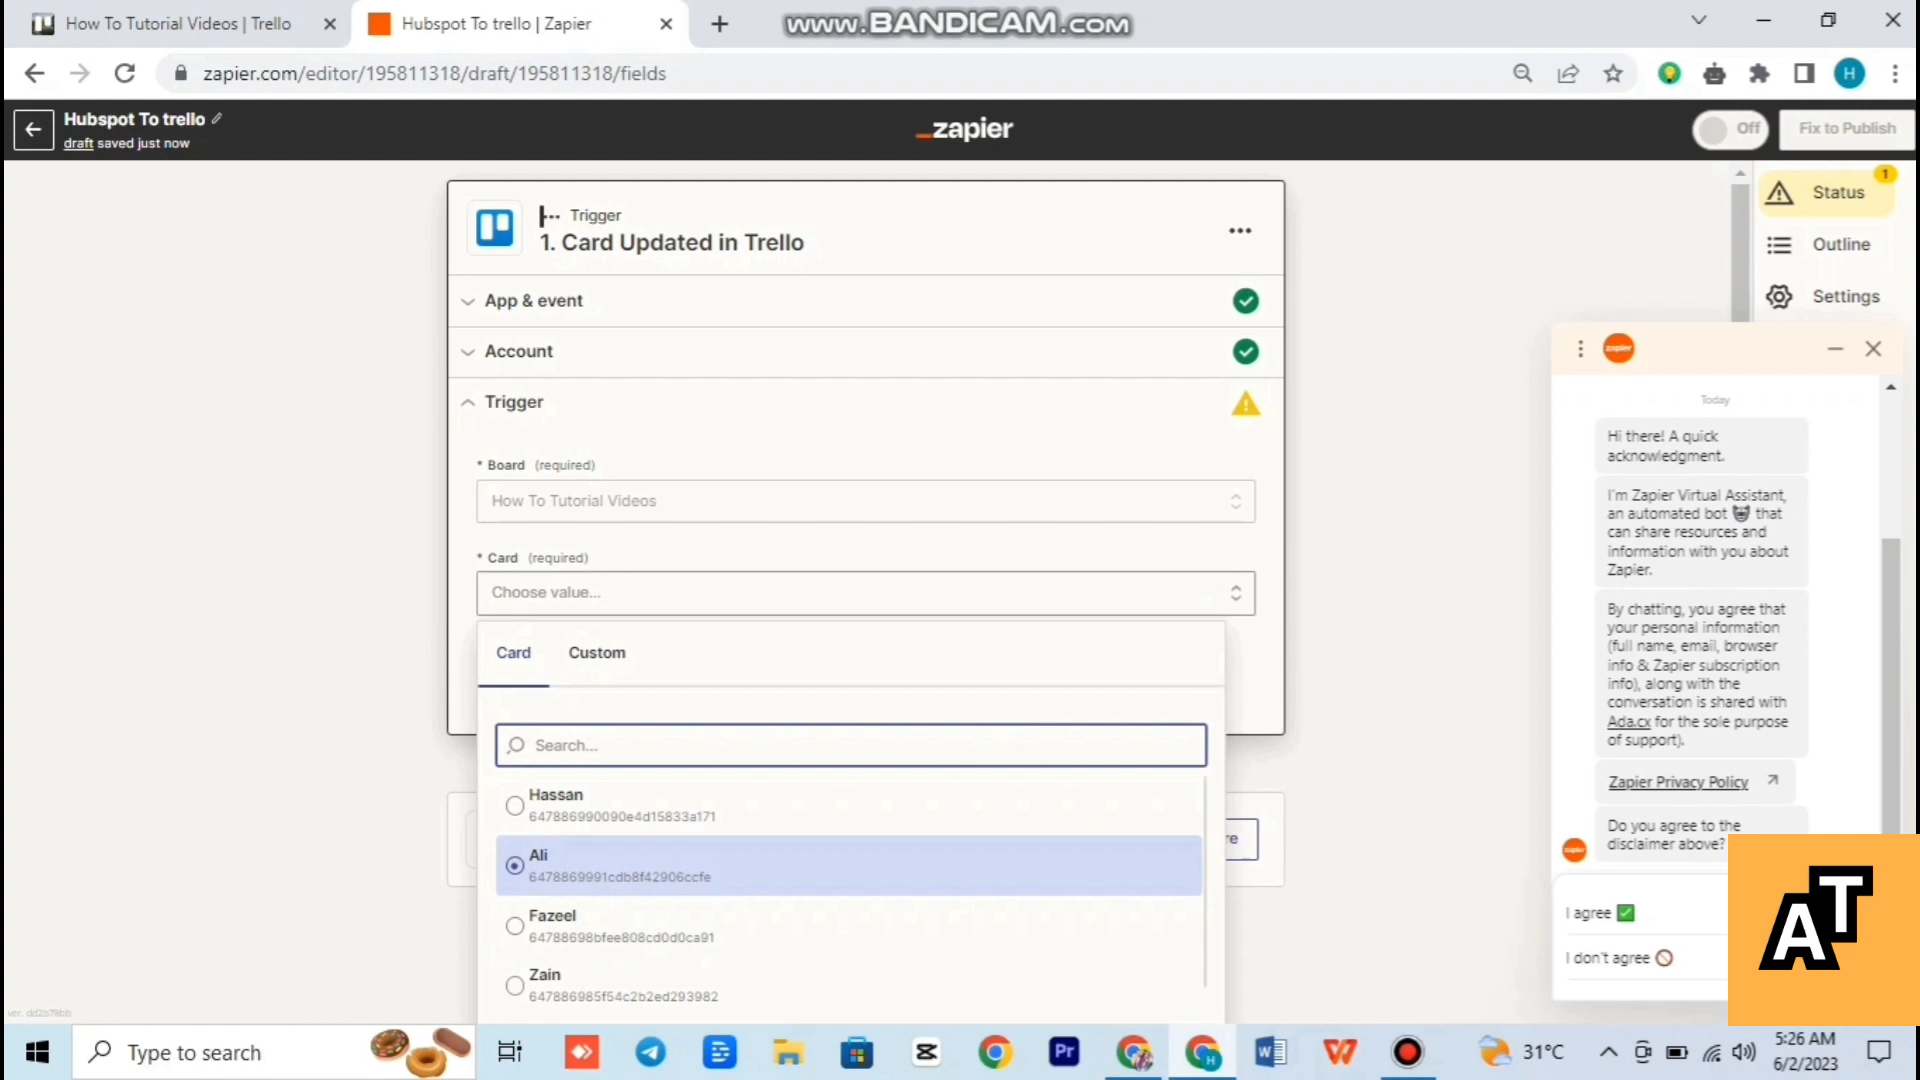 How To Tutorial Videos | Trello
Hubspot To trello | Zapier
www.BANDICAM.com
zapier.com/editor/195811318/draft/195811318/fields
H
Hubspot To trello
draft saved just now
zapier
Off
Fix to Publish
Trigger
1. Card Updated in Trello
Status
1
Outline
Settings
App & event
Account
Trigger
* Board (required)
How To Tutorial Videos
* Card (required)
Choose value...
Card
Custom
Search...
Hassan
647886990090e4d15833a171
Ali
6478869991cdb8f42906ccfe
Fazeel
64788698bfee808cd0d0ca91
Zain
647886985f54c2b2ed293982
re
zapier
Today
Hi there! A quick
acknowledgment.
I'm Zapier Virtual Assistant,
an automated bot that
can share resources and
information with you about
Zapier.
By chatting, you agree that
your personal information
(full name, email, browser
info & Zapier subscription
info), along with the
conversation is shared with
Ada.cx for the sole purpose
of support).
Zapier Privacy Policy
Do you agree to the
disclaimer above?
zapier
I agree
I don't agree
AT
ver. dd2b78bb
Type to search
Pr
H
31°C
5:26 AM
6/2/2023